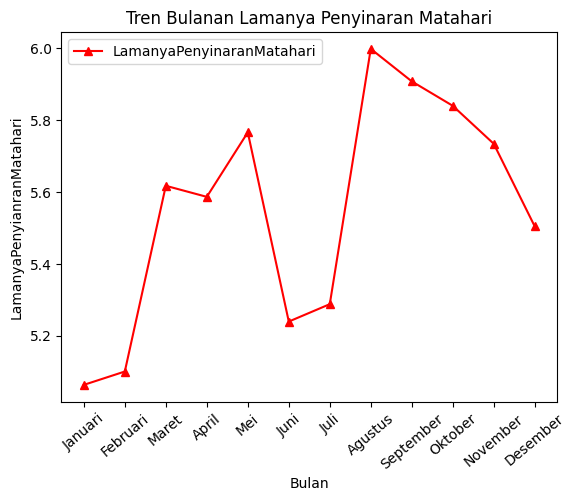 Tren Bulanan Lamanya Penyinaran Matahari
LamanyaPenyinaranMatahari
LamanyaPenyianranMatahari
6.0
5.8
5.6
5.4
5.2
Januari
Februari
Maret
April
Mei
Juni
Juli
Agustus
September
Oktober
November
Desember
Bulan